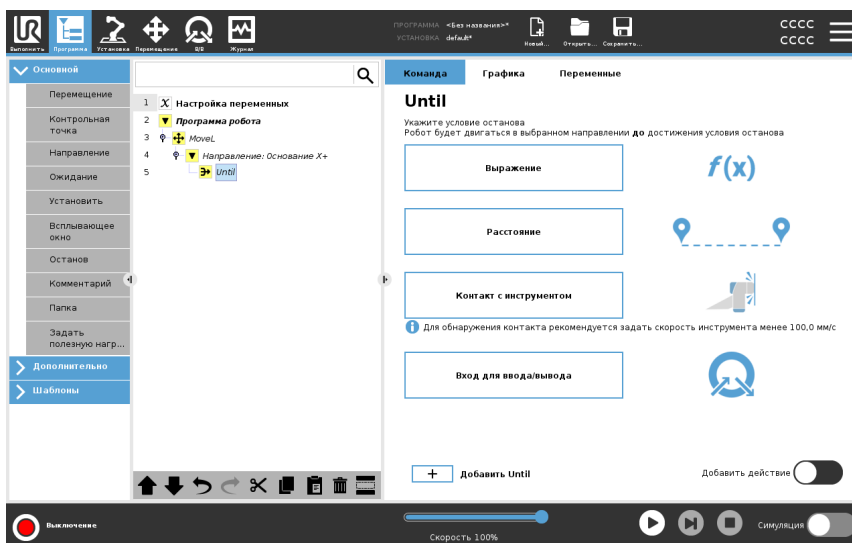 UR
ПРОГРАММА <Без названия>*
УСТАНОВКА default*
Выполнить
Программа
Установка
Перемещение
В/В
Журнал
Новый...
Открыть...
Сохранить...
CCCC
CCCC
Основной
Перемещение
Контрольная
точка
Направление
Ожидание
Установить
Всплывающее
окно
Останов
Комментарий
Папка
Задать
полезную нагр...
Дополнительно
Шаблоны
1 X Настройка переменных
2 Программа робота
3 MoveL
4 Направление: Основание X+
5 Until
Команда
Графика
Переменные
Until
Укажите условие останова
Робот будет двигаться в выбранном направлении до достижения условия останова
Выражение
f(x)
Расстояние
Контакт с инструментом
Для обнаружения контакта рекомендуется задать скорость инструмента менее 100,0 мм/с
Вход для ввода/вывода
+ Добавить Until
Добавить действие
Выключение
Скорость 100%
Симуляция